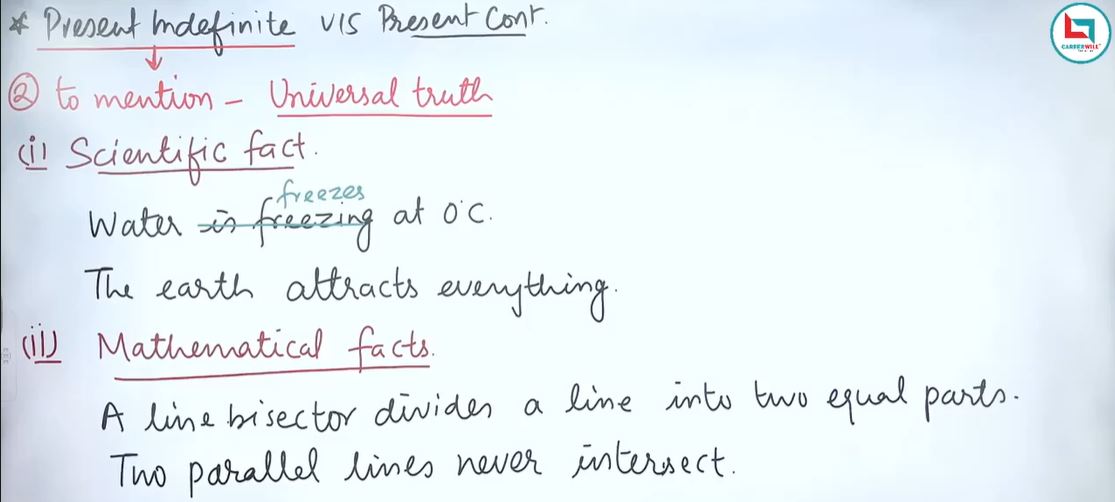 * Present Indefinite V/S Present Cont.
CAREERWILL
② to mention - Universal truth
(i) Scientific fact.
freezes
Water is freezing at 0°C.
The earth attracts everything.
(ii) Mathematical facts.
A line bisector divides a line into two equal parts.
Two parallel lines never intersect.